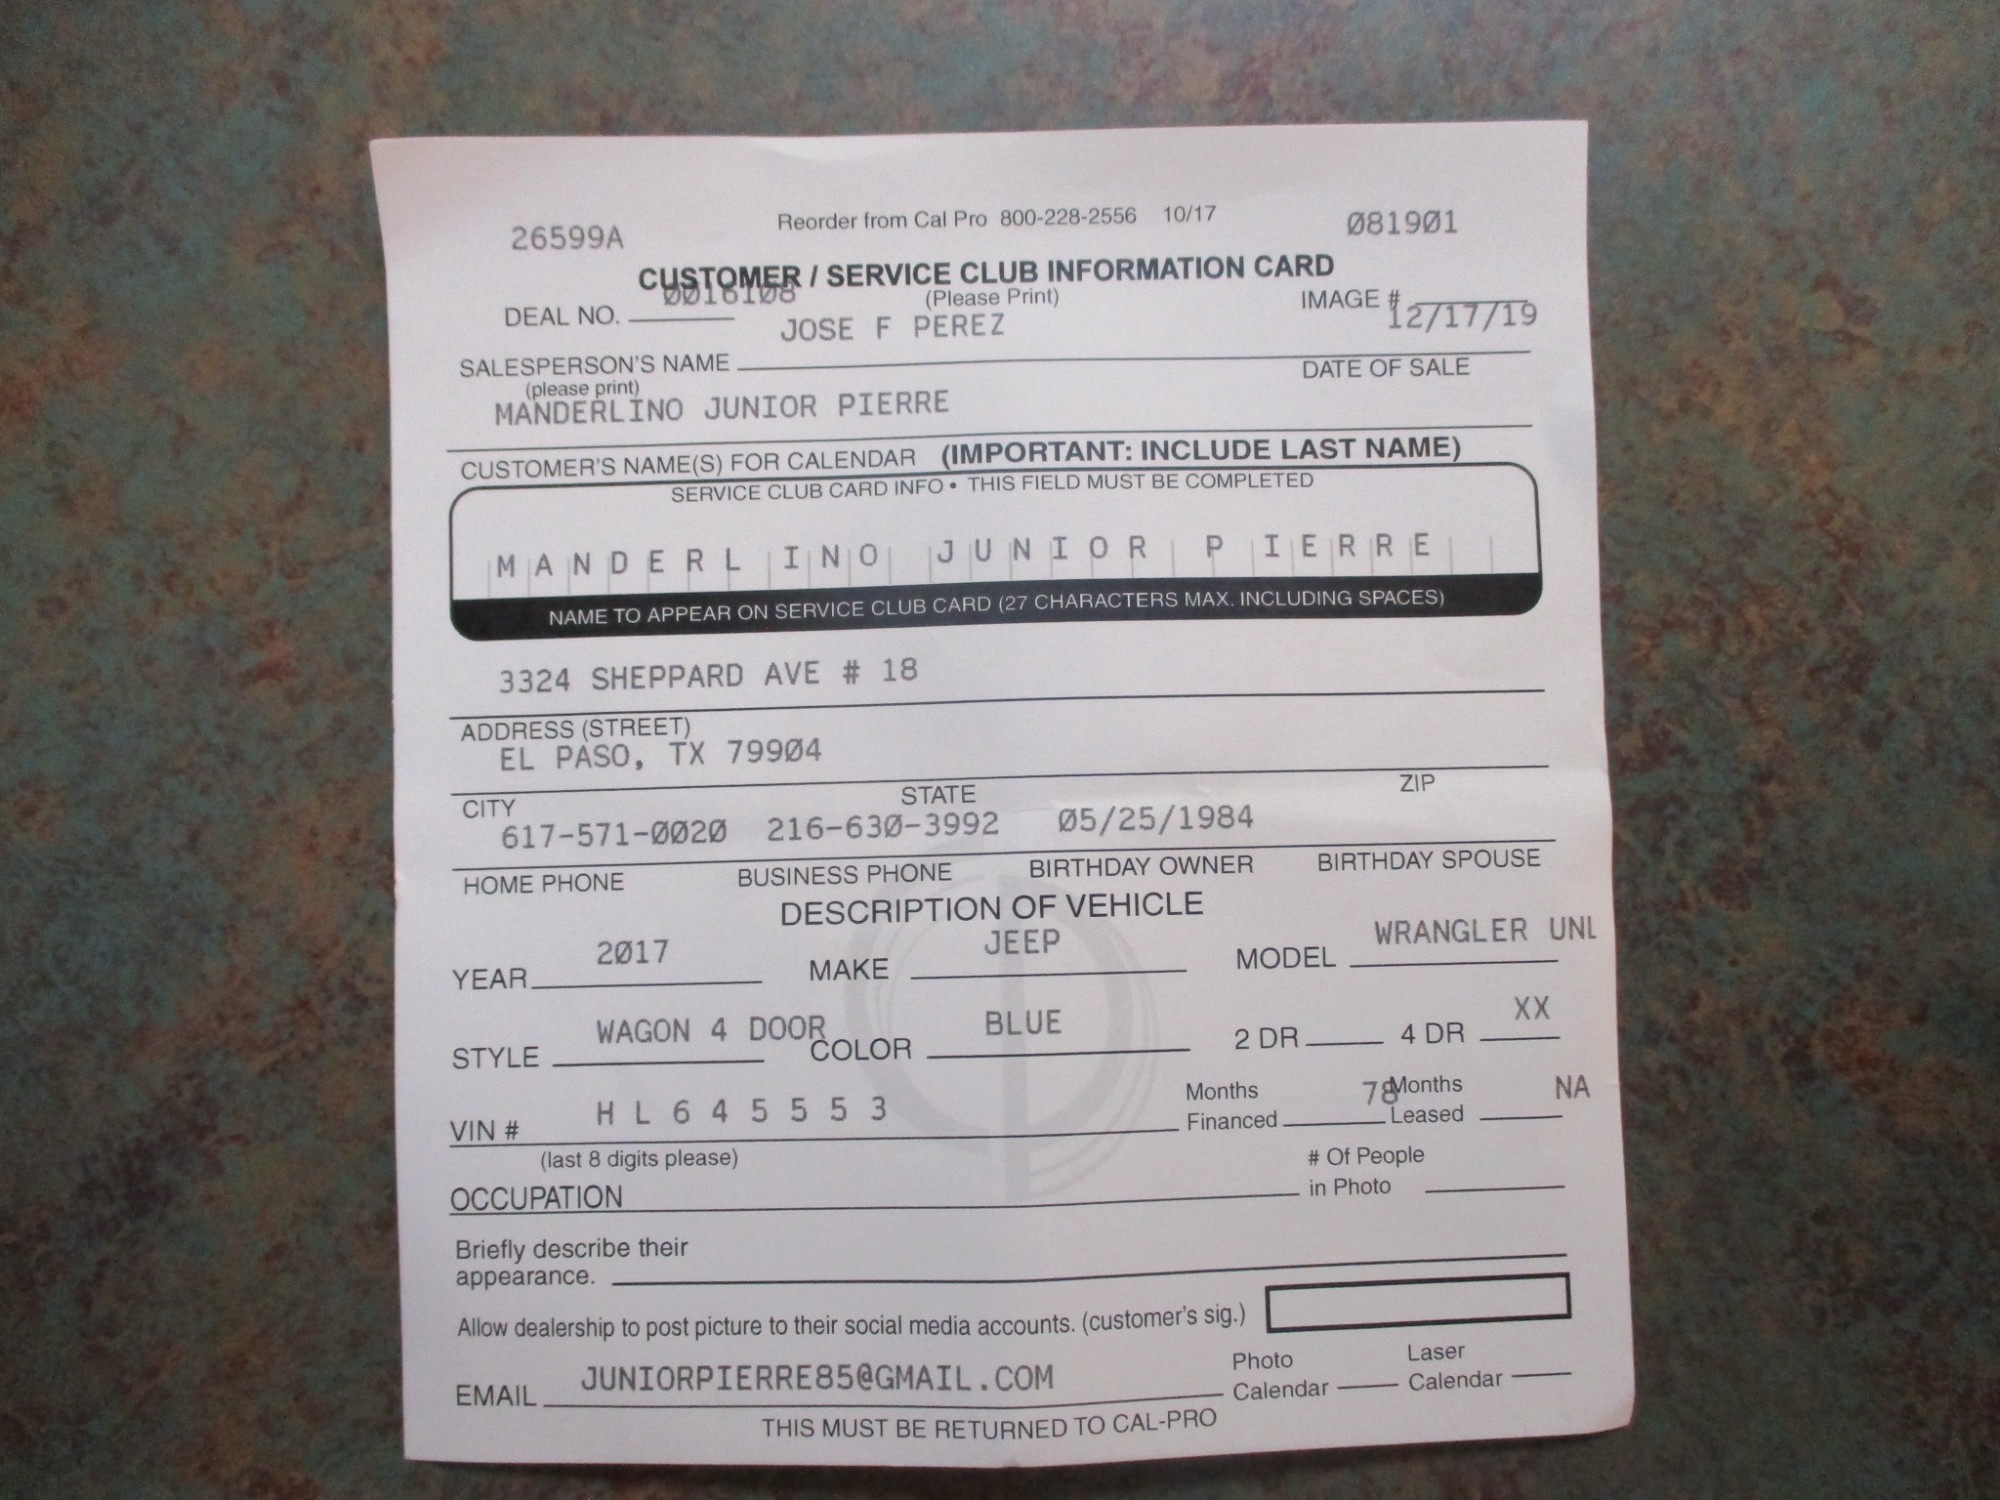 26599A Reorder from Cal Pro 800-228-2556 10/17 081901
CUSTOMER / SERVICE CLUB INFORMATION CARD
DEAL NO. 0016108 (Please Print) IMAGE #
JOSE F PEREZ 12/17/19
SALESPERSON'S NAME DATE OF SALE
(please print)
MANDERLINO JUNIOR PIERRE
CUSTOMER'S NAME(S) FOR CALENDAR (IMPORTANT: INCLUDE LAST NAME)
SERVICE CLUB CARD INFO • THIS FIELD MUST BE COMPLETED
MANDERLINO JUNIOR PIERRE
NAME TO APPEAR ON SERVICE CLUB CARD (27 CHARACTERS MAX. INCLUDING SPACES)
3324 SHEPPARD AVE # 18
ADDRESS (STREET)
EL PASO, TX 79904
CITY STATE ZIP
617-571-0020 216-630-3992 05/25/1984
HOME PHONE BUSINESS PHONE BIRTHDAY OWNER BIRTHDAY SPOUSE
DESCRIPTION OF VEHICLE
YEAR 2017 MAKE JEEP MODEL WRANGLER UNL
STYLE WAGON 4 DOOR COLOR BLUE 2 DR 4 DR XX
VIN # H L 6 4 5 5 5 3 Months Financed 78 Months Leased NA
(last 8 digits please)
OCCUPATION # Of People in Photo
Briefly describe their
appearance.
Allow dealership to post picture to their social media accounts. (customer's sig.)
EMAIL JUNIORPIERRE85@GMAIL.COM Photo Calendar Laser Calendar
THIS MUST BE RETURNED TO CAL-PRO